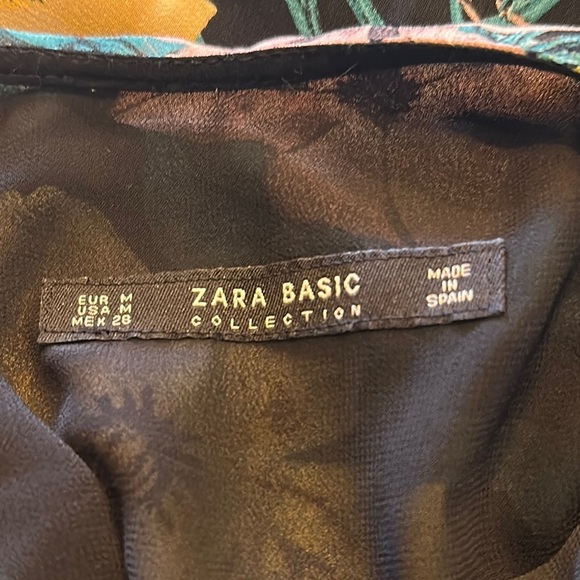 EUR M
USA M
MEX 28
ZARA BASIC
COLLECTION
MADE
IN
SPAIN